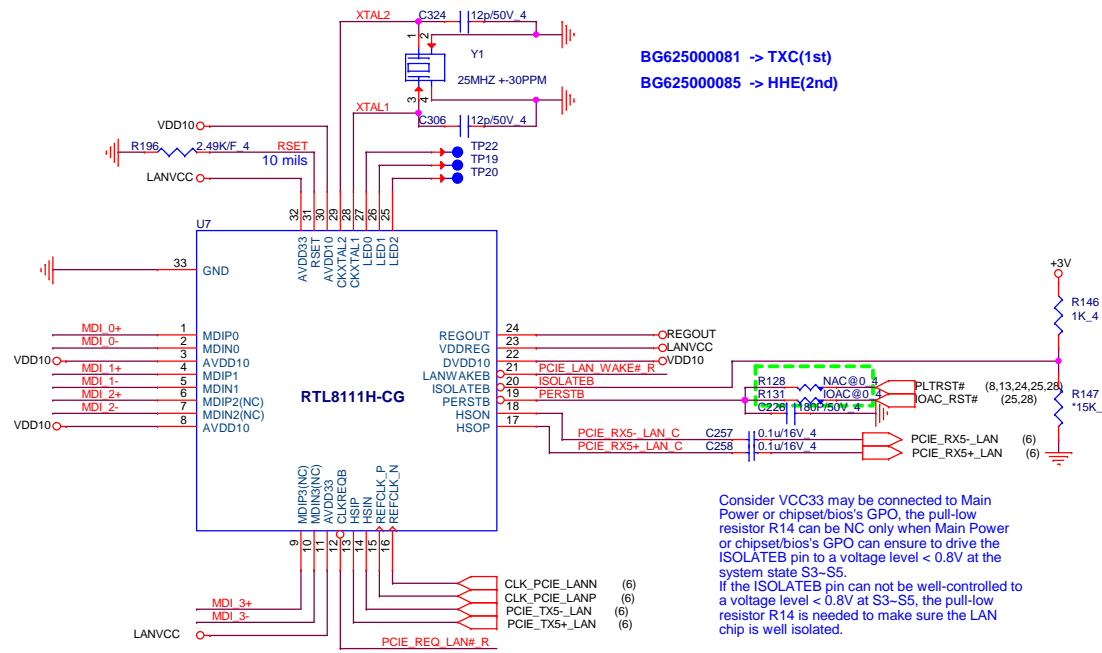 XTAL2
C324
12p/50V_4
1
2
Y1
25MHZ +-30PPM
3
4
XTAL1
C306
12p/50V_4
BG625000081 -> TXC(1st)
BG625000085 -> HHE(2nd)
VDD10
R196
2.49K/F_4
RSET
10 mils
LANVCC
TP22
TP19
TP20
32
31
30
29
28
27
26
25
U7
AVDD33
RSET
AVDD10
CKXTAL2
CKXTAL1
LED0
LED1
LED2
33
GND
MDI_0+
1
MDIP0
MDI_0-
2
MDIN0
VDD10
3
AVDD10
MDI_1+
4
MDIP1
MDI_1-
5
MDIN1
MDI_2+
6
MDIP2(NC)
MDI_2-
7
MDIN2(NC)
VDD10
8
AVDD10
RTL8111H-CG
REGOUT
24
REGOUT
VDDREG
23
LANVCC
DVDD10
22
VDD10
LANWAKEB
21
PCIE_LAN_WAKE#_R
ISOLATEB
20
ISOLATEB
PERSTB
19
PERSTB
HSON
18
PCIE_RX5-_LAN_C
HSOP
17
PCIE_RX5+_LAN_C
R128
NAC@0_4
PLTRST#
(8,13,24,25,28)
R131
IOAC@0_4
IOAC_RST#
(25,28)
C226
180P/50V_4
C257
0.1u/16V_4
PCIE_RX5-_LAN
(6)
C258
0.1u/16V_4
PCIE_RX5+_LAN
(6)
+3V
R146
1K_4
R147
*15K_
MDIP3(NC)
MDIN3(NC)
AVDD33
CLKREQB
HSIP
HSIN
REFCLK_P
REFCLK_N
9
10
11
12
13
14
15
16
CLK_PCIE_LANN
(6)
CLK_PCIE_LANP
(6)
PCIE_TX5-_LAN
(6)
PCIE_TX5+_LAN
(6)
MDI_3+
MDI_3-
LANVCC
PCIE_REQ_LAN#_R
Consider VCC33 may be connected to Main
Power or chipset/bios's GPO, the pull-low
resistor R14 can be NC only when Main Power
or chipset/bios's GPO can ensure to drive the
ISOLATEB pin to a voltage level < 0.8V at the
system state S3~S5.
If the ISOLATEB pin can not be well-controlled to
a voltage level < 0.8V at S3~S5, the pull-low
resistor R14 is needed to make sure the LAN
chip is well isolated.